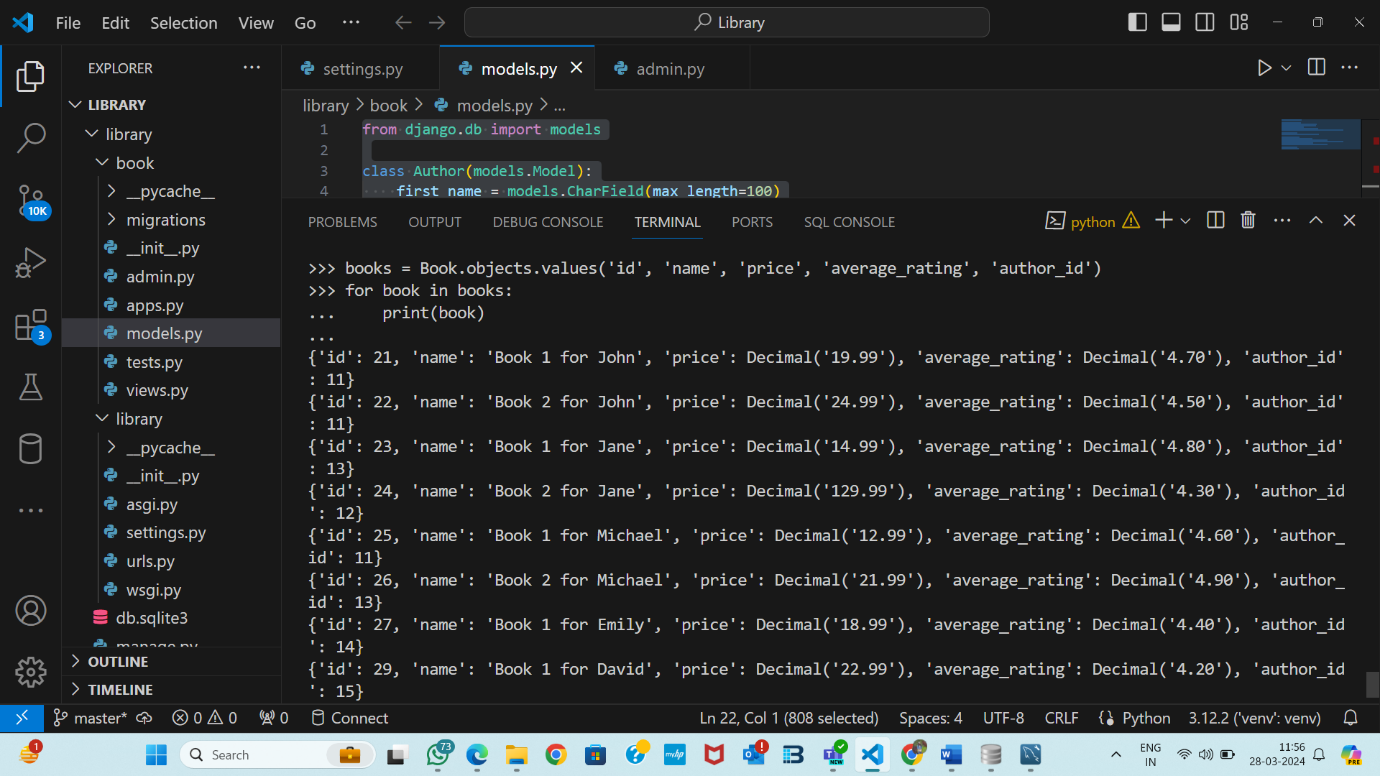 File Edit Selection View Go ··· Library
EXPLORER ···
settings.py models.py admin.py
LIBRARY
library
book
__pycache__
migrations
__init__.py
admin.py
apps.py
models.py
tests.py
views.py
library
__pycache__
__init__.py
asgi.py
settings.py
urls.py
wsgi.py
db.sqlite3
manage.py
OUTLINE
TIMELINE
10K
3
library > book > models.py > ...
1 from django.db import models
2
3 class Author(models.Model):
4 first_name = models.CharField(max_length=100)
PROBLEMS OUTPUT DEBUG CONSOLE TERMINAL PORTS SQL CONSOLE python
>>> books = Book.objects.values('id', 'name', 'price', 'average_rating', 'author_id')
>>> for book in books:
... print(book)
...
{'id': 21, 'name': 'Book 1 for John', 'price': Decimal('19.99'), 'average_rating': Decimal('4.70'), 'author_id'
: 11}
{'id': 22, 'name': 'Book 2 for John', 'price': Decimal('24.99'), 'average_rating': Decimal('4.50'), 'author_id'
: 11}
{'id': 23, 'name': 'Book 1 for Jane', 'price': Decimal('14.99'), 'average_rating': Decimal('4.80'), 'author_id'
: 13}
{'id': 24, 'name': 'Book 2 for Jane', 'price': Decimal('129.99'), 'average_rating': Decimal('4.30'), 'author_id
': 12}
{'id': 25, 'name': 'Book 1 for Michael', 'price': Decimal('12.99'), 'average_rating': Decimal('4.60'), 'author_
id': 11}
{'id': 26, 'name': 'Book 2 for Michael', 'price': Decimal('21.99'), 'average_rating': Decimal('4.90'), 'author_
id': 13}
{'id': 27, 'name': 'Book 1 for Emily', 'price': Decimal('18.99'), 'average_rating': Decimal('4.40'), 'author_id
': 14}
{'id': 29, 'name': 'Book 1 for David', 'price': Decimal('22.99'), 'average_rating': Decimal('4.20'), 'author_id
': 15}
master* 0 0 0 Connect Ln 22, Col 1 (808 selected) Spaces: 4 UTF-8 CRLF Python 3.12.2 ('venv': venv)
1 Search 73 NEW ENG 11:56
IN 28-03-2024 PRE